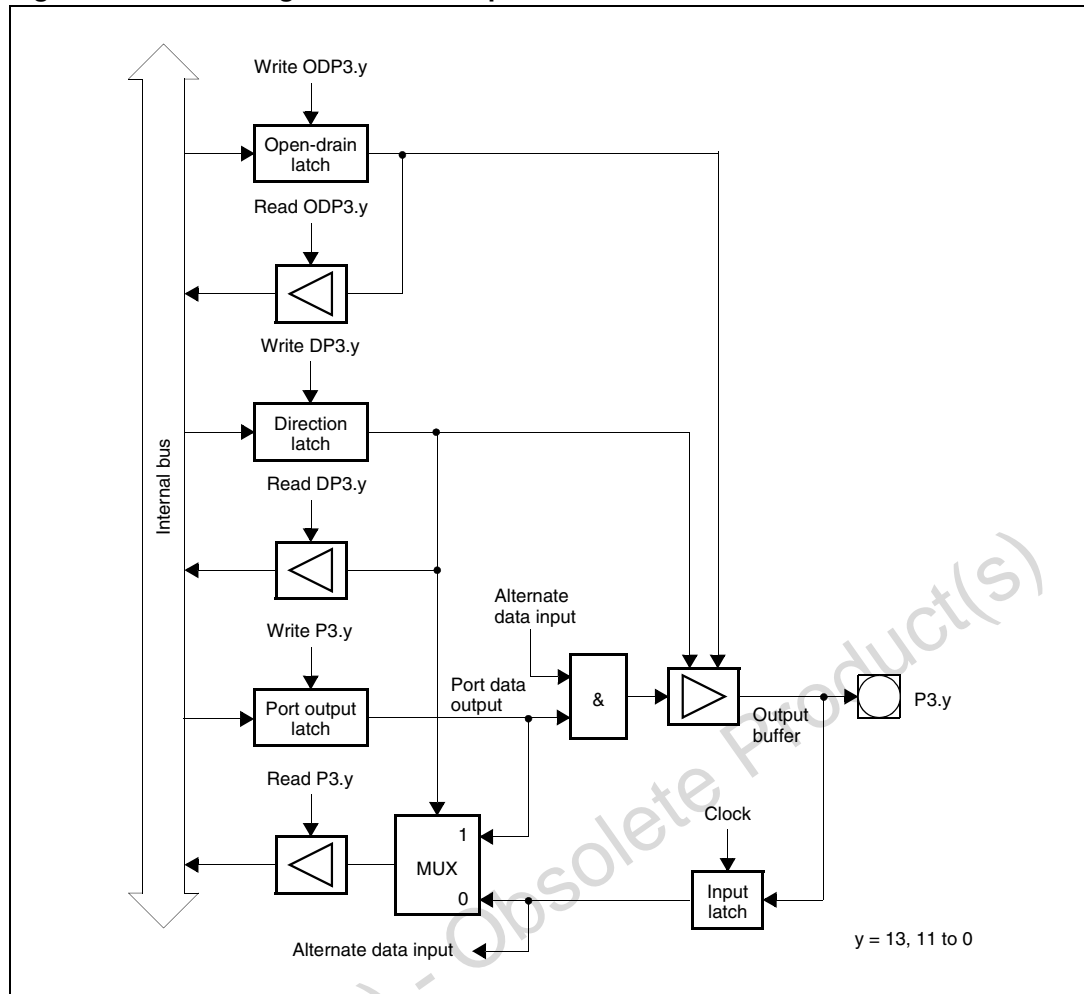 Write ODP3.y
Open-drain
latch
Read ODP3.y
Write DP3.y
Direction
latch
Internal bus
Read DP3.y
Alternate
data input
Write P3.y
Port data
output
Port output
latch
&
P3.y
Output
buffer
Read P3.y
Clock
1
MUX
0
Input
latch
Alternate data input
y = 13, 11 to 0
) - Obsolete Product(s)